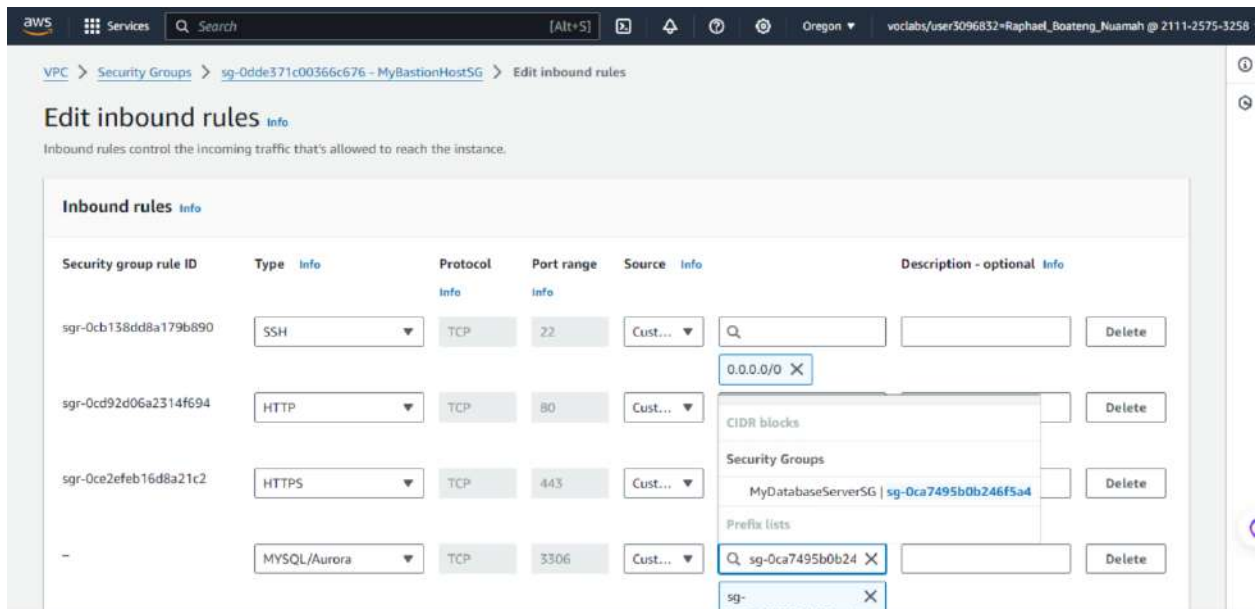 aws Services Search [Alt+S] Oregon voclabs/user3096832=Raphael_Boateng_Nuamah @ 2111-2575-3258
VPC > Security Groups > sg-0dde371c00366c676 - MyBastionHostSG > Edit inbound rules
Edit inbound rules Info
Inbound rules control the incoming traffic that's allowed to reach the instance.
Inbound rules Info
Security group rule ID Type Info Protocol Port range Source Info Description - optional Info
Info Info
sgr-0cb138dd8a179b890 SSH TCP 22 Cust... Delete
0.0.0.0/0
sgr-0cd92d06a2314f694 HTTP TCP 80 Cust... Delete
CIDR blocks
Security Groups
sgr-0ce2efeb16d8a21c2 HTTPS TCP 443 Cust... Delete
MyDatabaseServerSG | sg-0ca7495b0b246f5a4
Prefix lists
– MYSQL/Aurora TCP 3306 Cust... sg-0ca7495b0b24 Delete
sg-